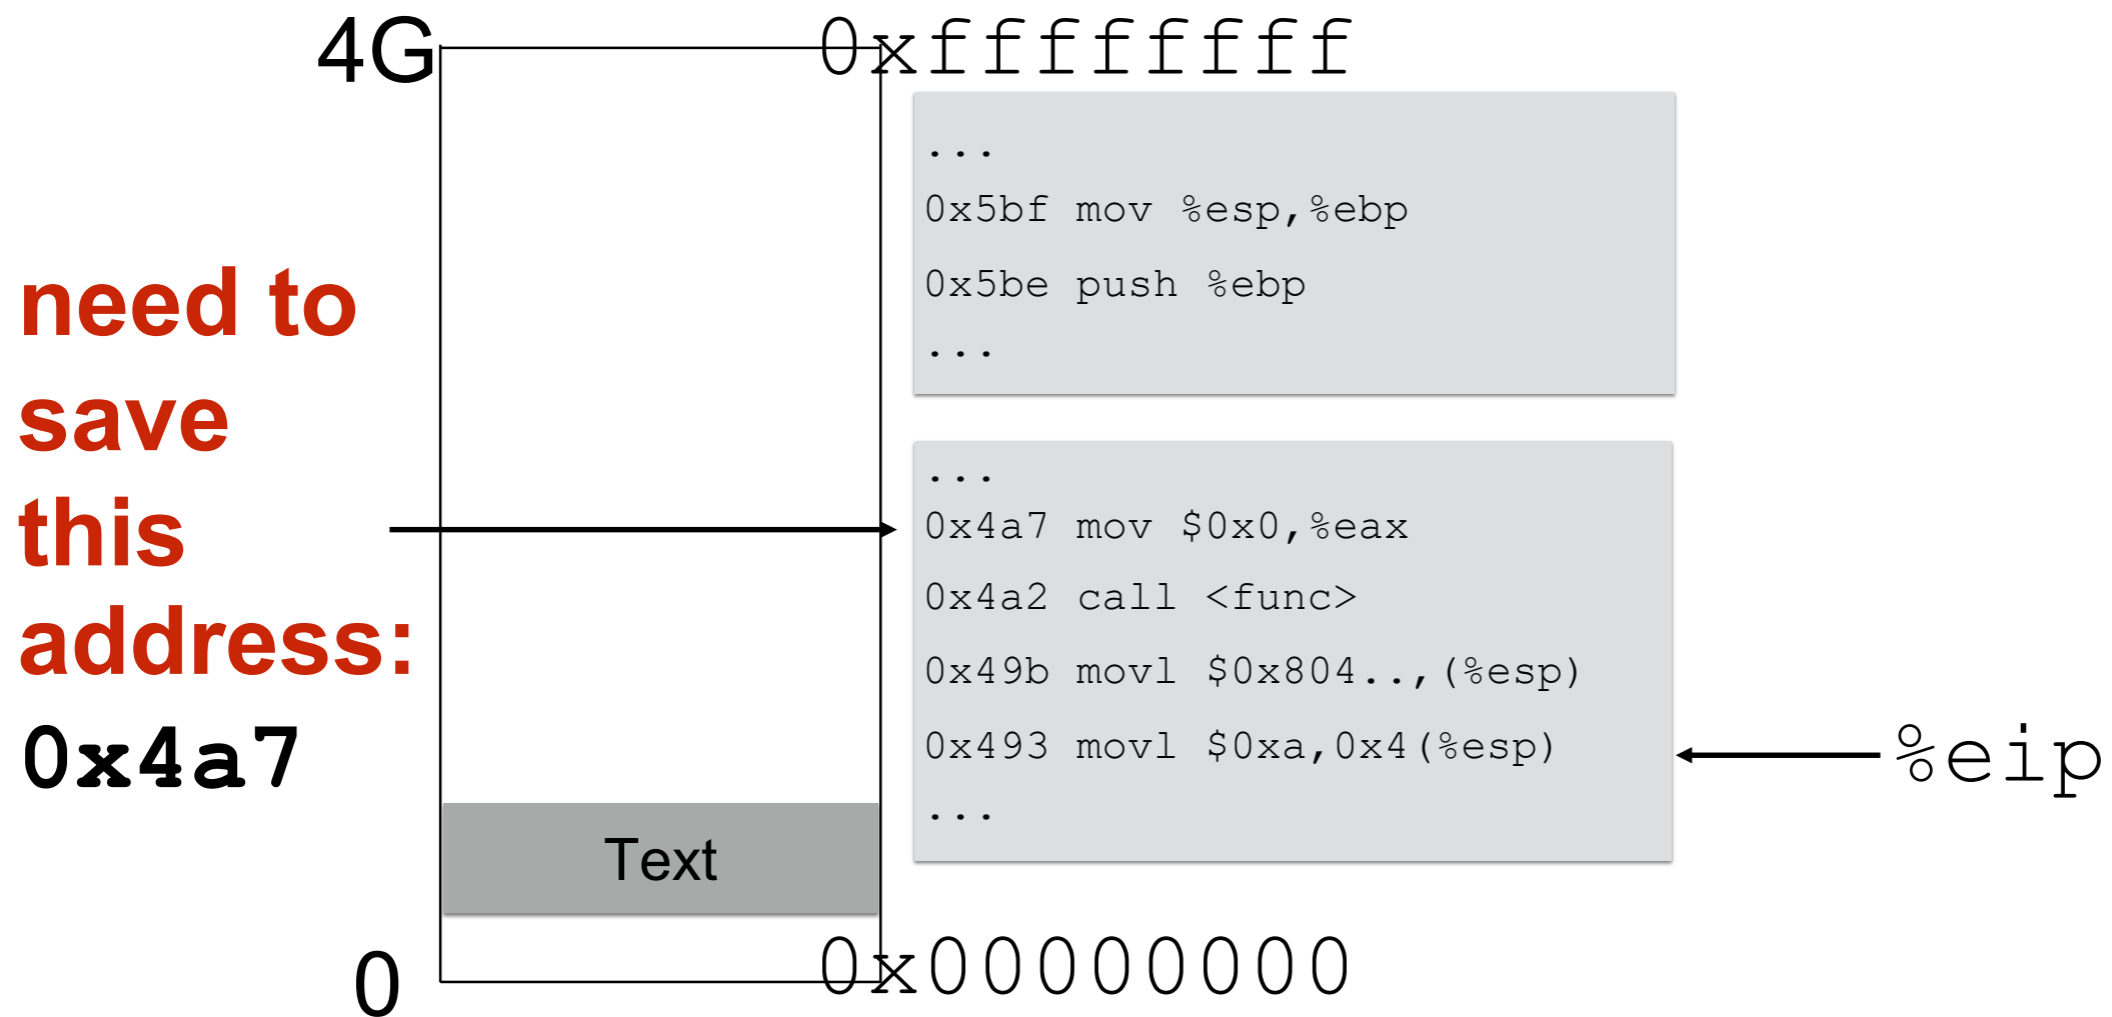 4G
0xffffffff
...
0x5bf mov %esp,%ebp
0x5be push %ebp
...
need to
save
this
address:
0x4a7
...
0x4a7 mov $0x0,%eax
0x4a2 call <func>
0x49b movl $0x804..,(%esp)
0x493 movl $0xa,0x4(%esp)
...
%eip
Text
0
0x00000000